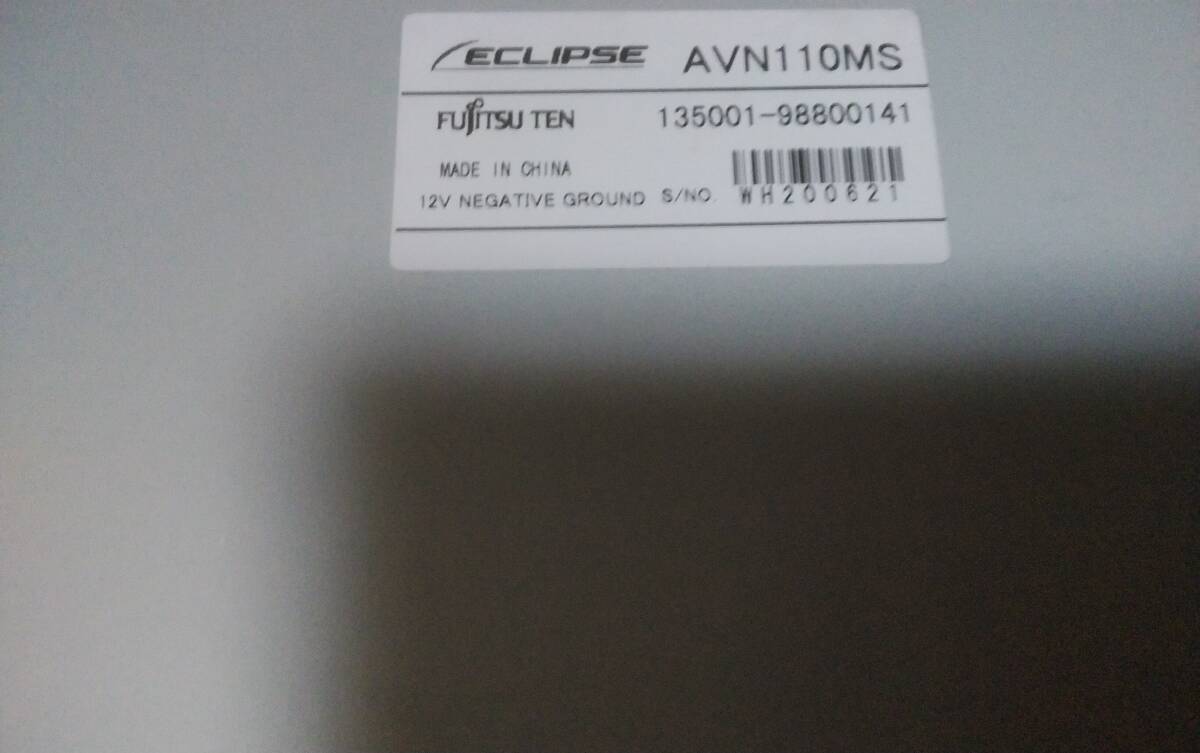 ECLIPSE AVN110MS
FUJITSU TEN 135001-98800141
MADE IN CHINA
12V NEGATIVE GROUND S/NO. WH200621